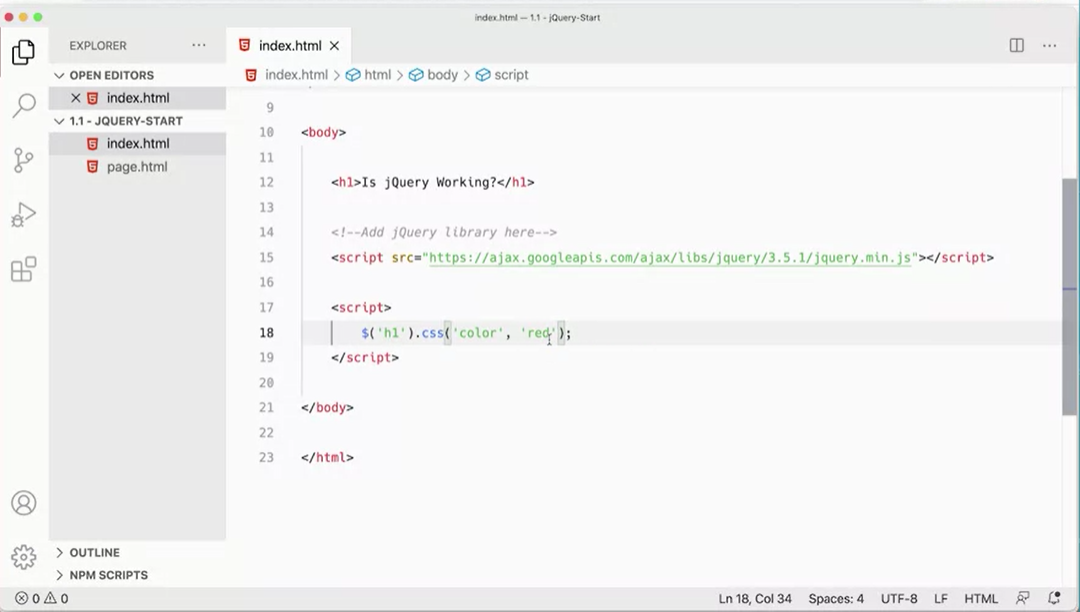 index.html — 1.1 - jQuery-Start
EXPLORER
index.html
OPEN EDITORS
index.html > html > body > script
index.html
1.1 - JQUERY-START
index.html
page.html
9
10 <body>
11
12 <h1>Is jQuery Working?</h1>
13
14 <!--Add jQuery library here-->
15 <script src="https://ajax.googleapis.com/ajax/libs/jquery/3.5.1/jquery.min.js"></script>
16
17 <script>
18 $('h1').css('color', 'red');
19 </script>
20
21 </body>
22
23 </html>
OUTLINE
NPM SCRIPTS
0 0 Ln 18, Col 34 Spaces: 4 UTF-8 LF HTML